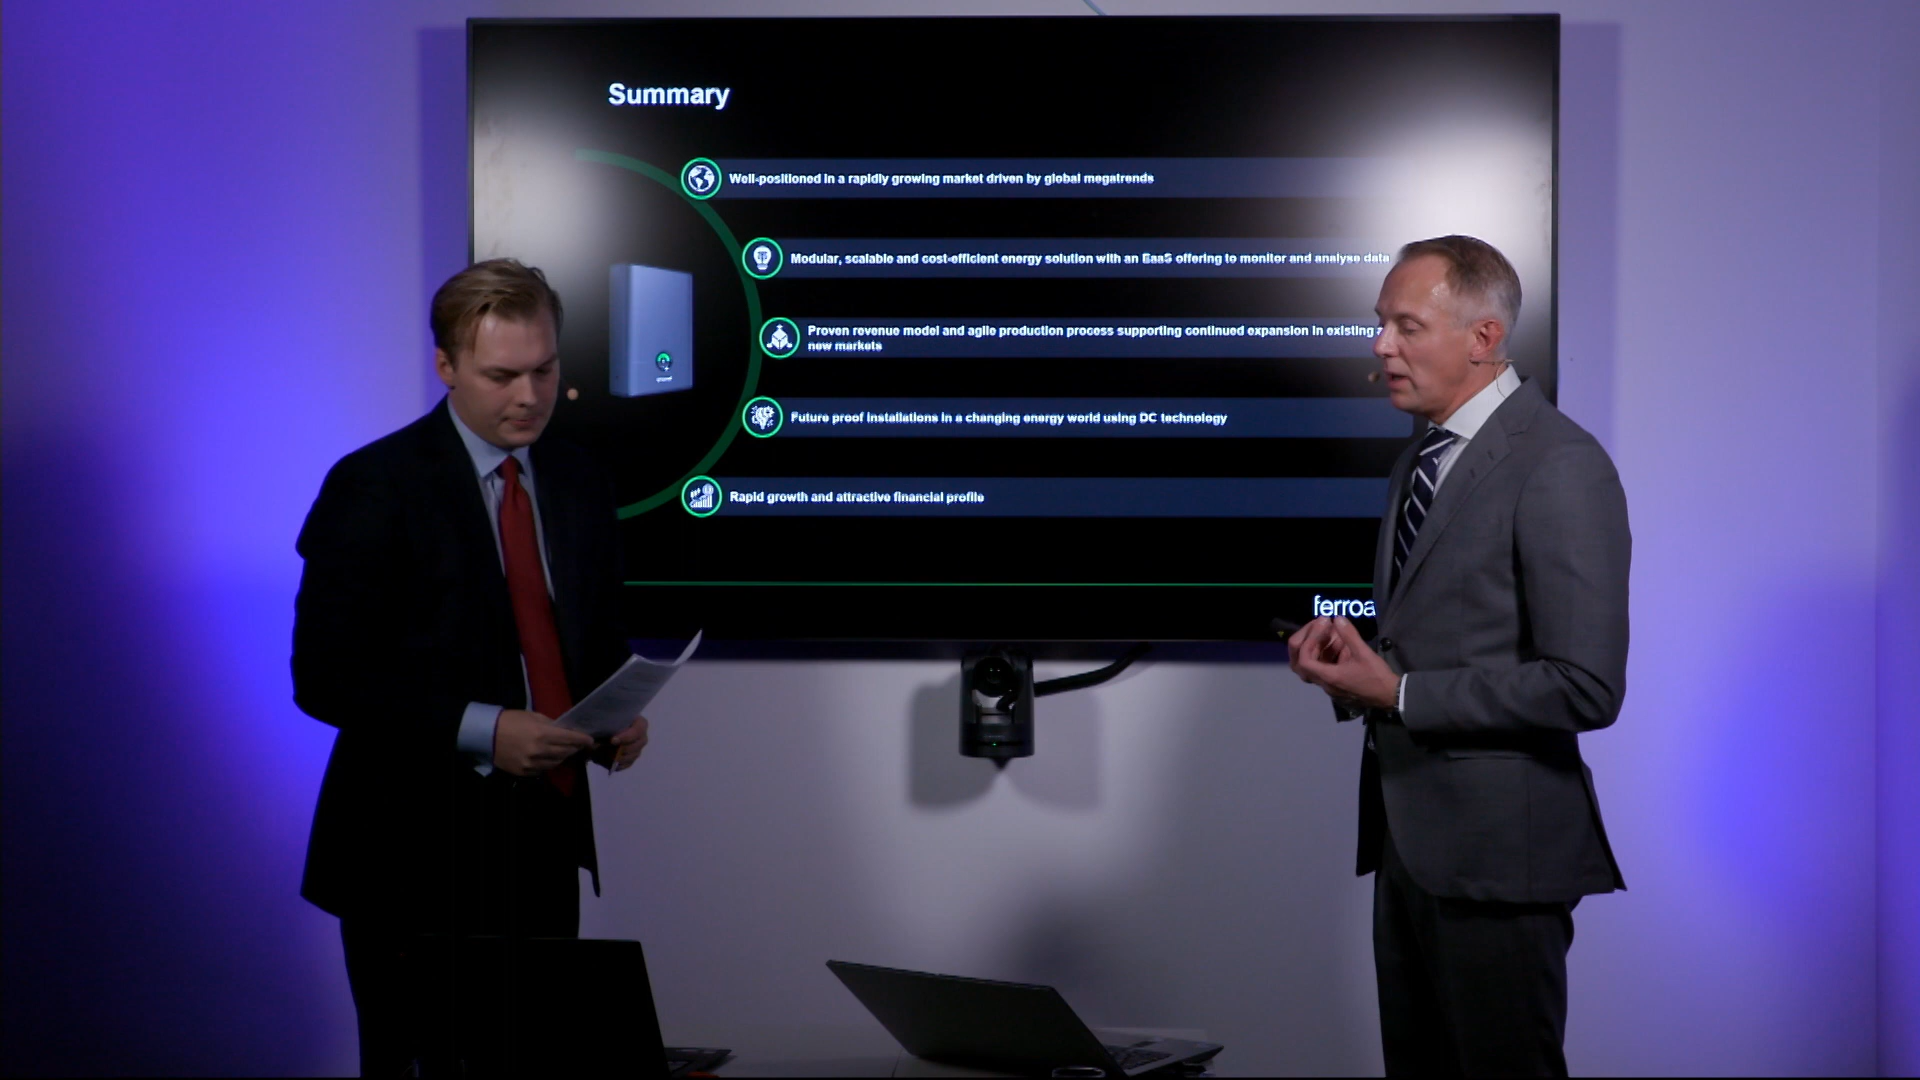 Summary
Well-positioned in a rapidly growing market driven by global megatrends
Modular, scalable and cost-efficient energy solution with an EaaS offering to monitor and analyse data
Proven revenue model and agile production process supporting continued expansion in existing
new markets
Future proof installations in a changing energy world using DC technology
Rapid growth and attractive financial profile
ferroa